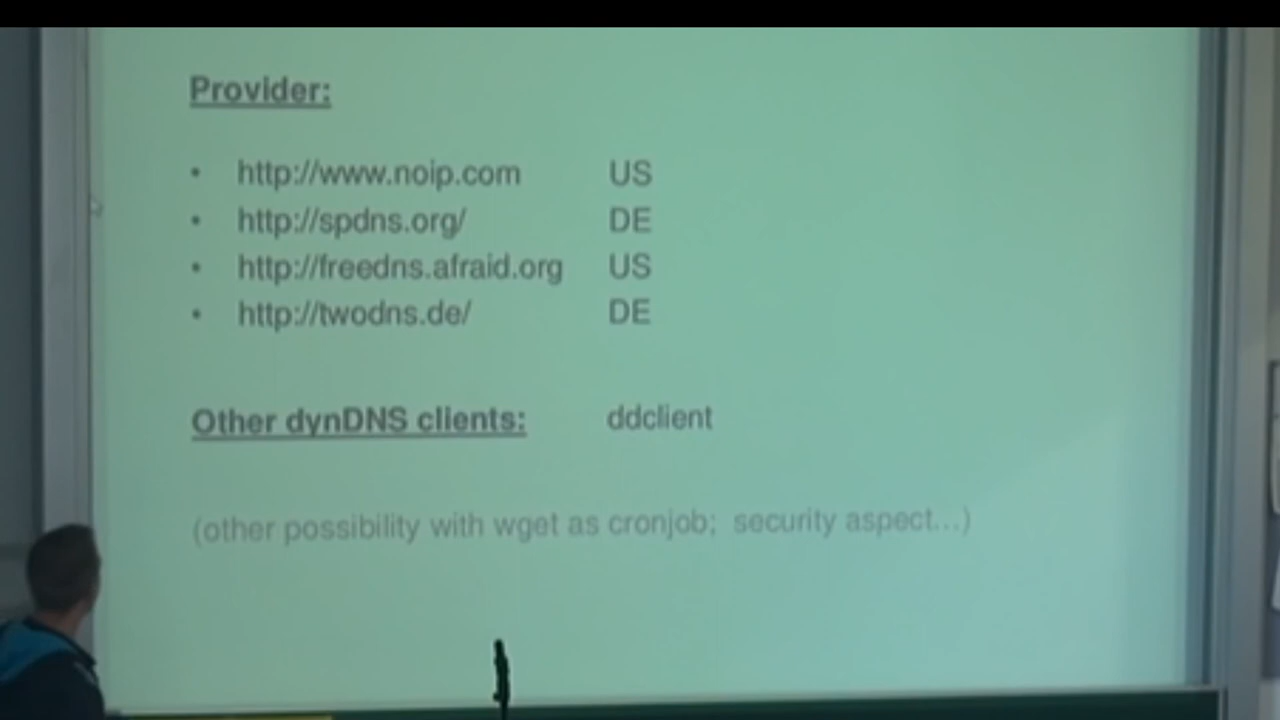 Provider:
• http://www.noip.com US
• http://spdns.org/ DE
• http://freedns.afraid.org US
• http://twodns.de/ DE
Other dynDNS clients: ddclient
(other possibility with wget as cronjob; security aspect...)